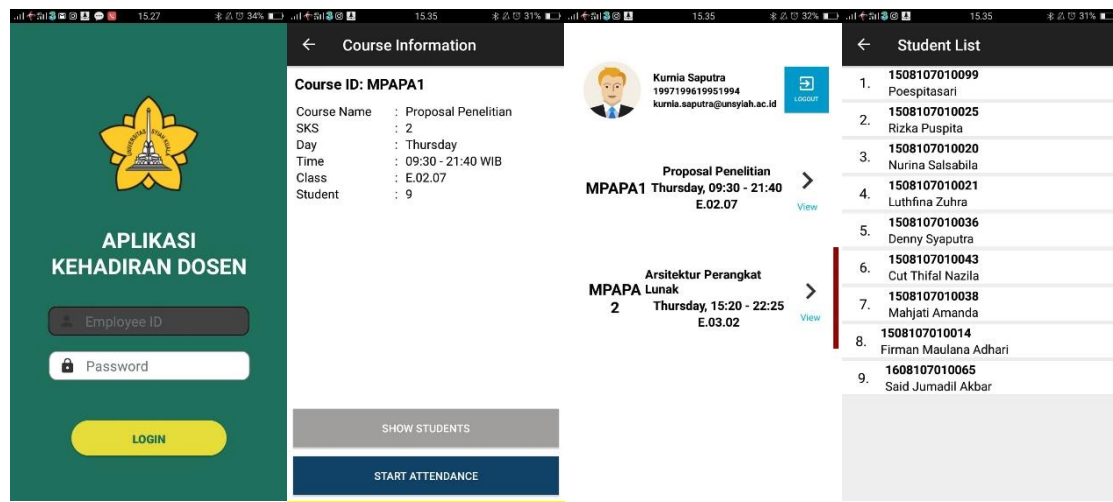 15.27
34%
UNIVERSITAS SYIAH KUALA
APLIKASI
KEHADIRAN DOSEN
Employee ID
Password
LOGIN
15.35
31%
Course Information
Course ID: MPAPA1
Course Name : Proposal Penelitian
SKS : 2
Day : Thursday
Time : 09:30 - 21:40 WIB
Class : E.02.07
Student : 9
SHOW STUDENTS
START ATTENDANCE
15.35
32%
Kurnia Saputra
1997199619951994
kurnia.saputra@unsyiah.ac.id
LOGOUT
Proposal Penelitian
MPAPA1 Thursday, 09:30 - 21:40
E.02.07
View
Arsitektur Perangkat
MPAPA Lunak
2 Thursday, 15:20 - 22:25
E.03.02
View
15.35
31%
Student List
1. 1508107010099
Poespitasari
2. 1508107010025
Rizka Puspita
3. 1508107010020
Nurina Salsabila
4. 1508107010021
Luthfina Zuhra
5. 1508107010036
Denny Syaputra
6. 1508107010043
Cut Thifal Nazila
7. 1508107010038
Mahjati Amanda
8. 1508107010014
Firman Maulana Adhari
9. 1608107010065
Said Jumadil Akbar